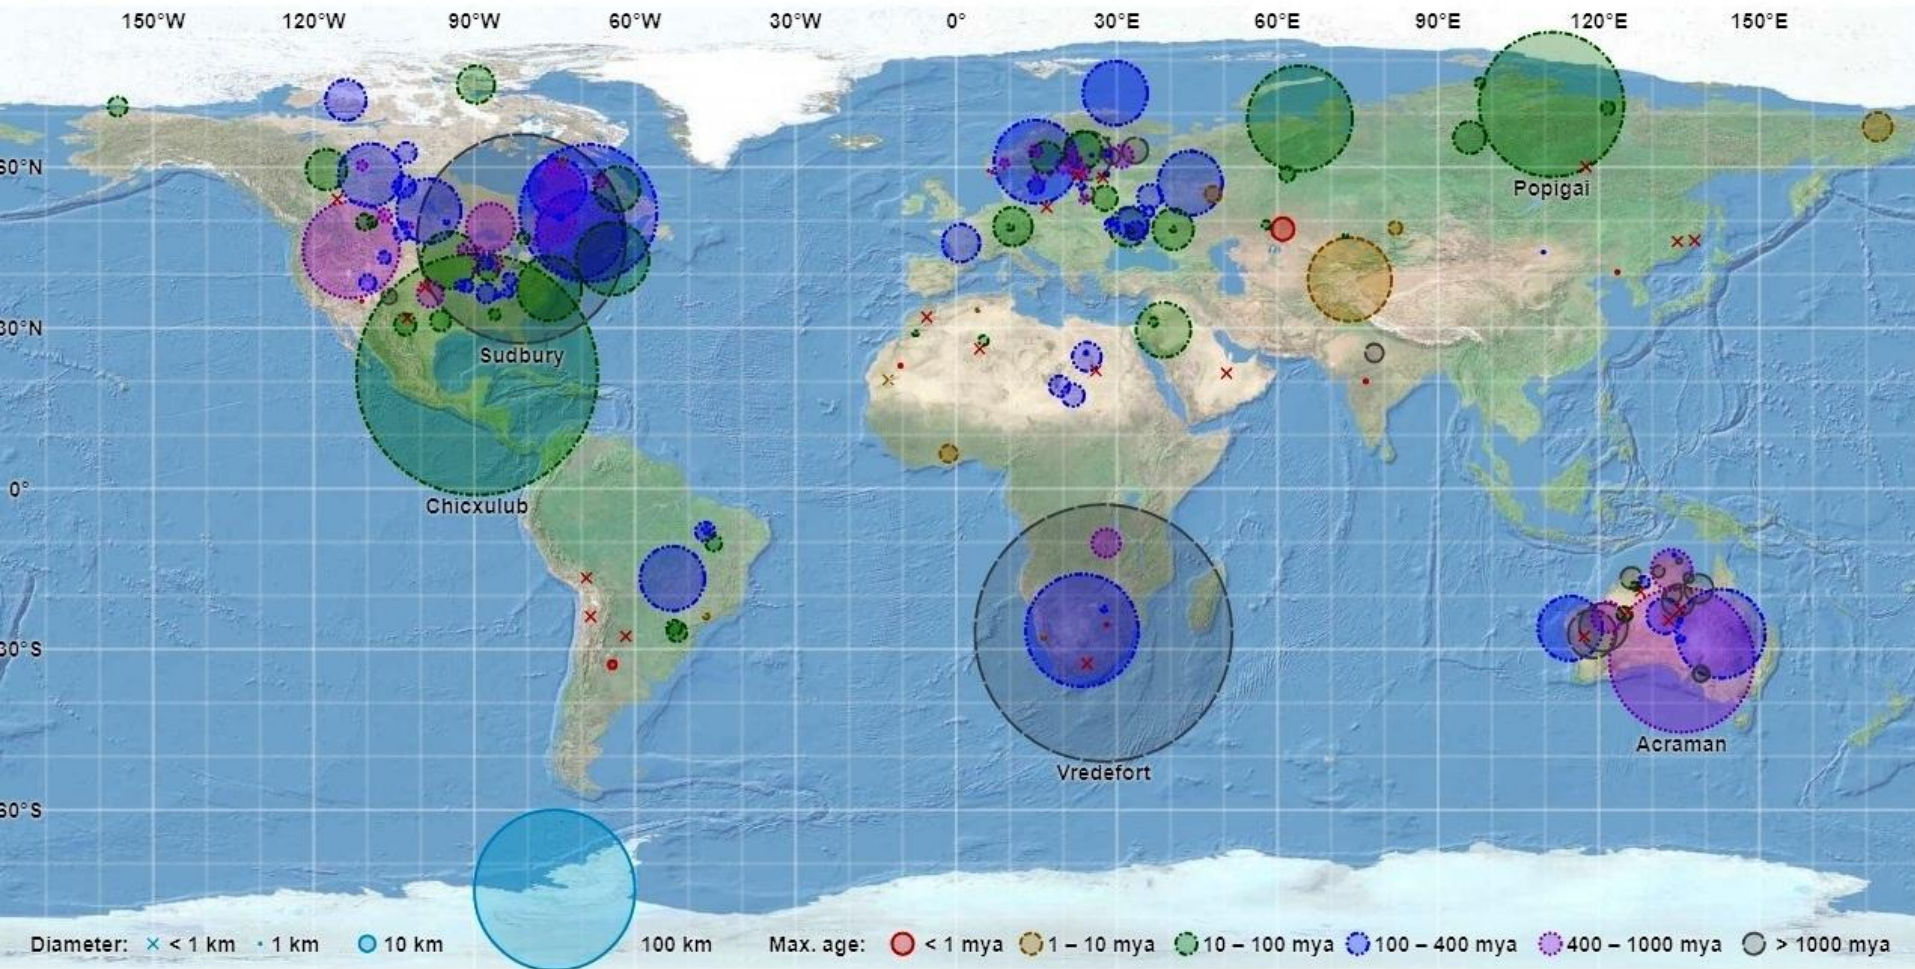 150°W 120°W 90°W 60°W 30°W 0° 30°E 60°E 90°E 120°E 150°E
60°N
Popigai
30°N
Sudbury
0°
Chicxulub
30°S
Acraman
Vredefort
60°S
Diameter: < 1 km 1 km 10 km 100 km Max. age: < 1 mya 1 – 10 mya 10 – 100 mya 100 – 400 mya 400 – 1000 mya > 1000 mya